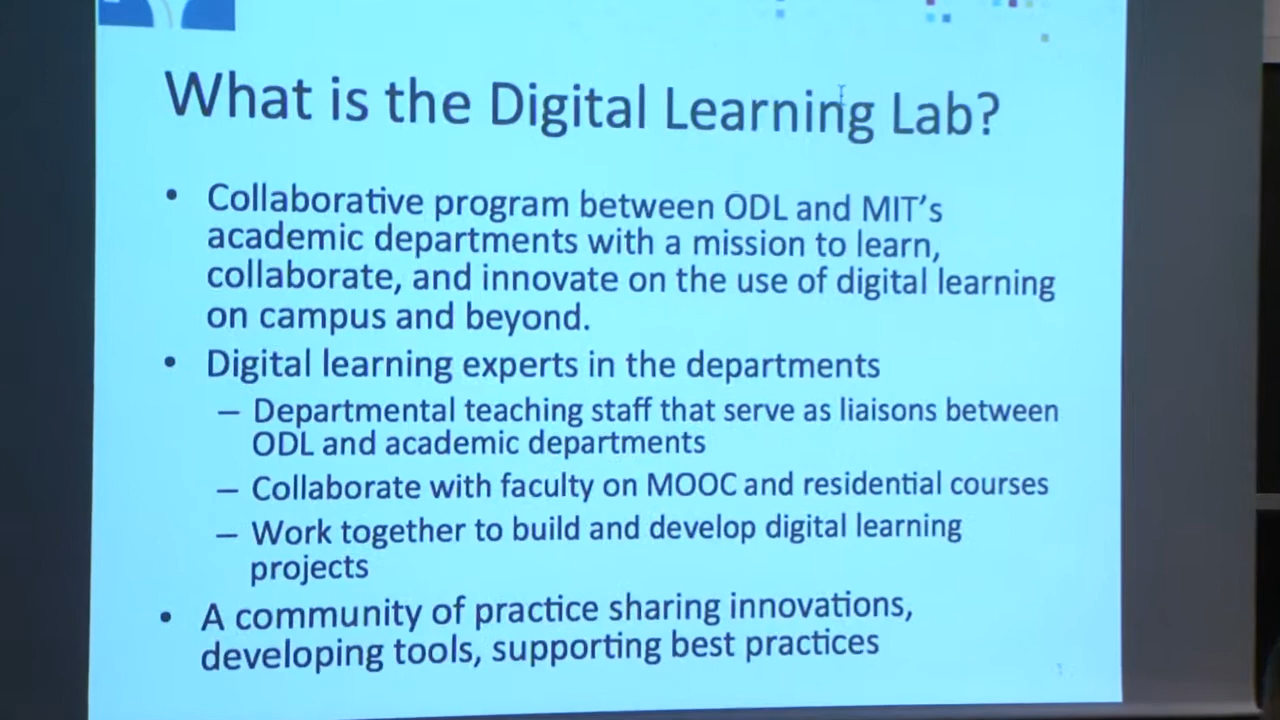 What is the Digital Learning Lab?
• Collaborative program between ODL and MIT's
academic departments with a mission to learn,
collaborate, and innovate on the use of digital learning
on campus and beyond.
• Digital learning experts in the departments
– Departmental teaching staff that serve as liaisons between
ODL and academic departments
– Collaborate with faculty on MOOC and residential courses
– Work together to build and develop digital learning
projects
• A community of practice sharing innovations,
developing tools, supporting best practices